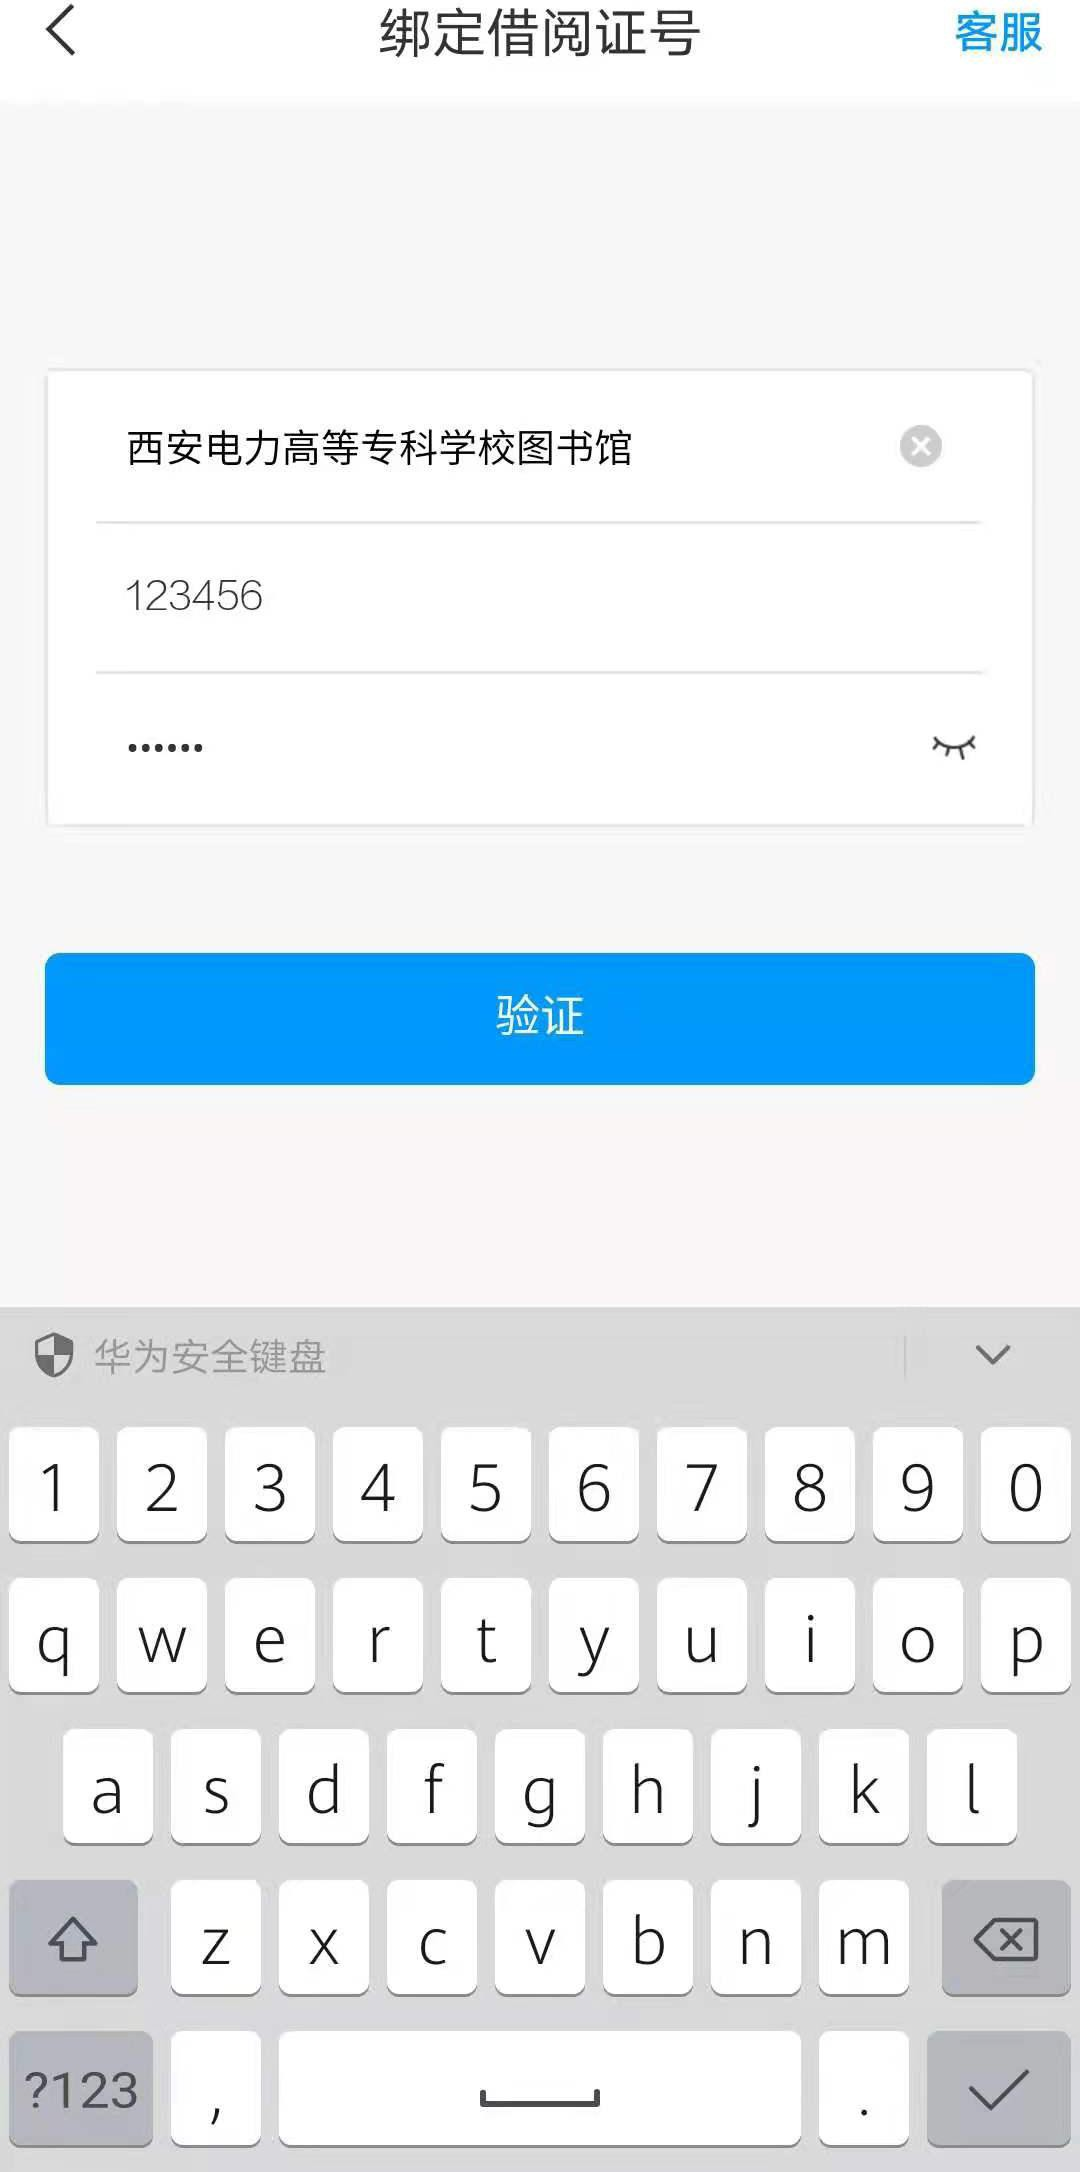 绑定借阅证号
客服
西安电力高等专科学校图书馆
123456
••••••
验证
华为安全键盘
1 2 3 4 5 6 7 8 9 0
q w e r t y u i o p
a s d f g h j k l
z x c v b n m
?123 , .